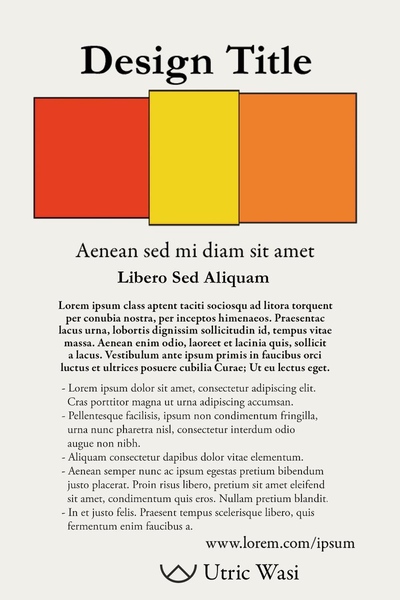 Design Title
Aenean sed mi diam sit amet
Libero Sed Aliquam
Lorem ipsum class aptent taciti sociosqu ad litora torquent
per conubia nostra, per inceptos himenaeos. Praesentac
lacus urna, lobortis dignissim sollicitudin id, tempus vitae
massa. Aenean enim odio, laoreet et lacinia quis, sollicit
a lacus. Vestibulum ante ipsum primis in faucibus orci
luctus et ultrices posuere cubilia Curae; Ut eu lectus eget.
- Lorem ipsum dolor sit amet, consectetur adipiscing elit.
Cras porttitor magna ut urna adipiscing accumsan.
- Pellentesque facilisis, ipsum non condimentum fringilla,
urna nunc pharetra nisl, consectetur interdum odio
augue non nibh.
- Aliquam consectetur dapibus dolor vitae elementum.
- Aenean semper nunc ac ipsum egestas pretium bibendum
justo placerat. Proin risus libero, pretium sit amet eleifend
sit amet, condimentum quis eros. Nullam pretium blandit.
- In et justo felis. Praesent tempus scelerisque libero, quis
fermentum enim faucibus a.
www.lorem.com/ipsum
Utric Wasi